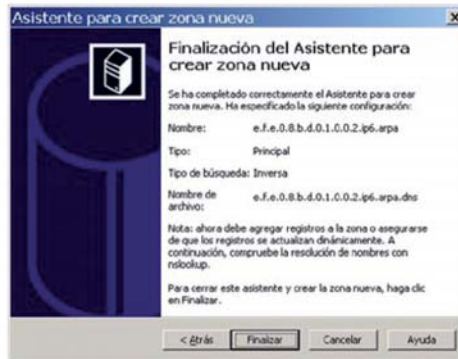 Asistente para crear zona nueva
x
Finalización del Asistente para
crear zona nueva
Se ha completado correctamente el Asistente para crear
zona nueva. Ha especificado la siguiente configuración:
Nombre: e.f.e.0.8.b.d.0.1.0.0.2.ip6.arpa
Tipo: Principal
Tipo de búsqueda: Inversa
Nombre de
archivo: e.f.e.0.8.b.d.0.1.0.0.2.ip6.arpa.dns
Nota: ahora debe agregar registros a la zona o asegurarse
de que los registros se actualizan dinámicamente. A
continuación, compruebe la resolución de nombres con
nslookup.
Para cerrar este asistente y crear la zona nueva, haga clic
en Finalizar.
< Atrás Finalizar Cancelar Ayuda